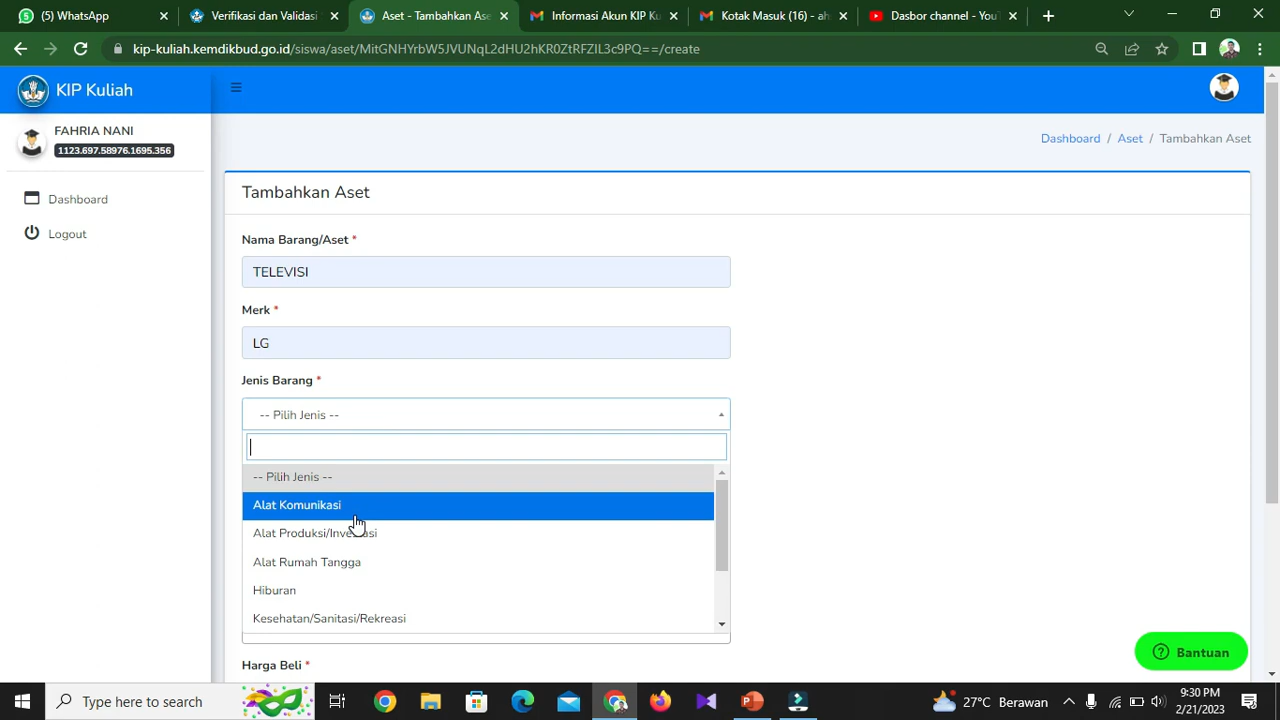 (5) WhatsApp
Verifikasi dan Validasi
Aset - Tambahkan Ase
Informasi Akun KIP Ku
Kotak Masuk (16) - ah
Dasbor channel - You
kip-kuliah.kemdikbud.go.id/siswa/aset/MitGNHYrbW5JVUNqL2dHU2hKR0ZtRFZIL3c9PQ==/create
KIP Kuliah
FAHRIA NANI
1123.697.58976.1695.356
Dashboard
Logout
Dashboard / Aset / Tambahkan Aset
Tambahkan Aset
Nama Barang/Aset *
TELEVISI
Merk *
LG
Jenis Barang *
-- Pilih Jenis --
-- Pilih Jenis --
Alat Komunikasi
Alat Produksi/Investasi
Alat Rumah Tangga
Hiburan
Kesehatan/Sanitasi/Rekreasi
Harga Beli *
Bantuan
Type here to search
27°C Berawan
9:30 PM
2/21/2023